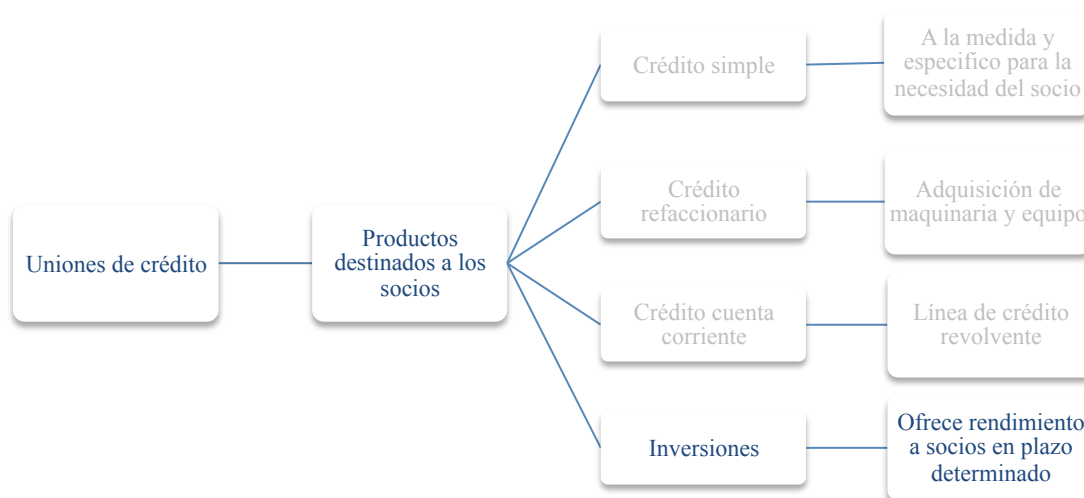 Uniones de crédito
Productos
destinados a los
socios
Crédito simple
A la medida y
especifico para la
necesidad del socio
Crédito
refaccionario
Adquisición de
maquinaria y equipo
Crédito cuenta
corriente
Línea de crédito
revolvente
Inversiones
Ofrece rendimiento
a socios en plazo
determinado